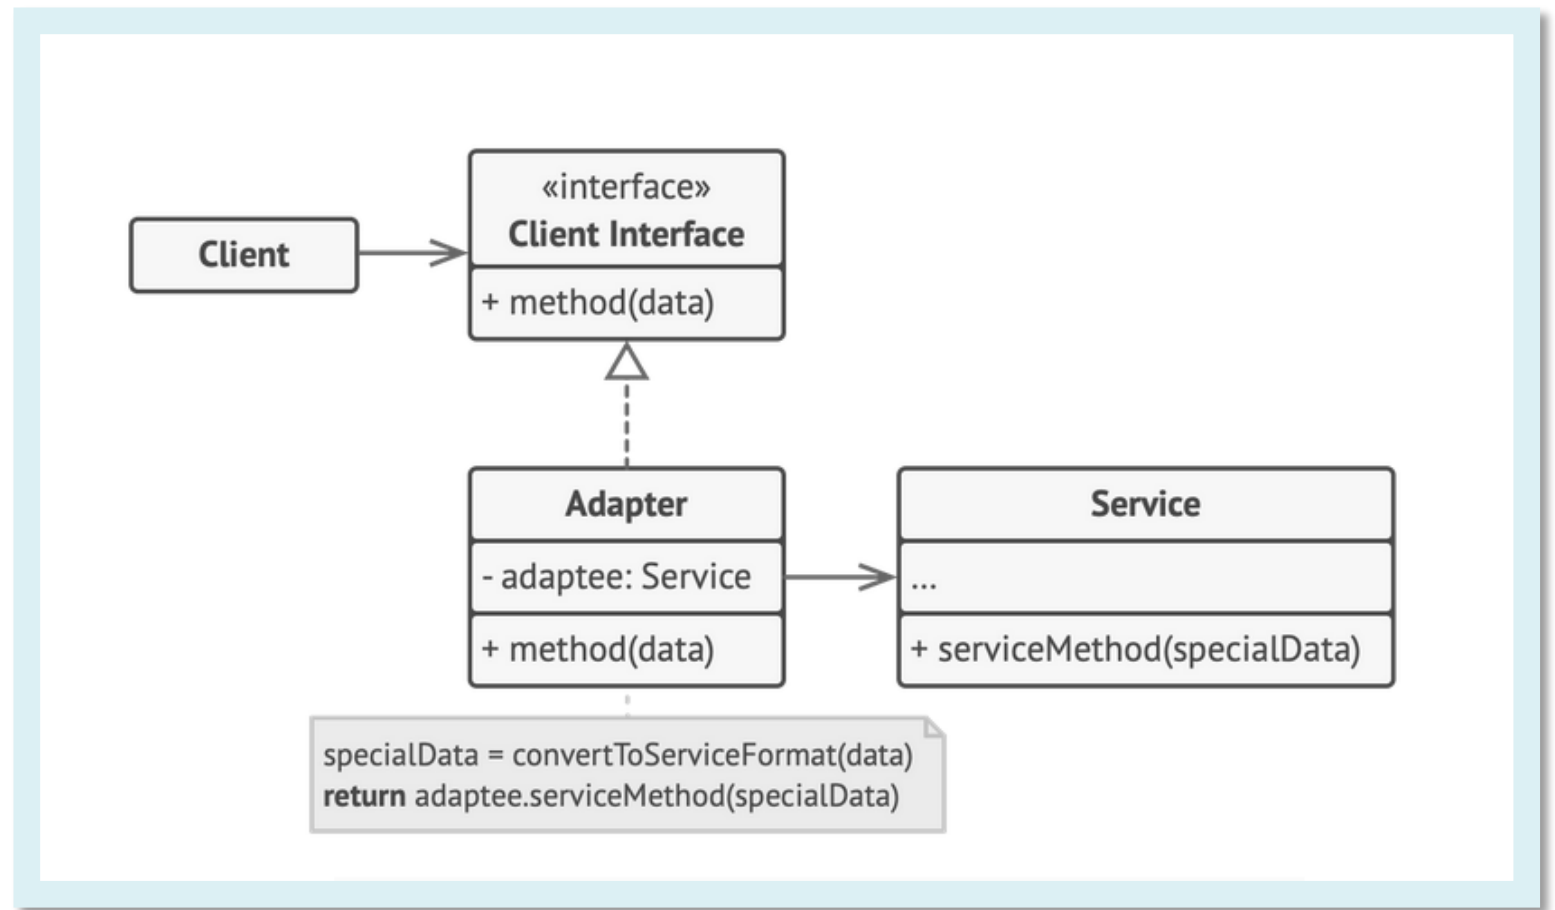 «interface»
Client Interface
Client
+ method(data)
Adapter
Service
- adaptee: Service
...
+ method(data)
+ serviceMethod(specialData)
specialData = convertToServiceFormat(data)
return adaptee.serviceMethod(specialData)